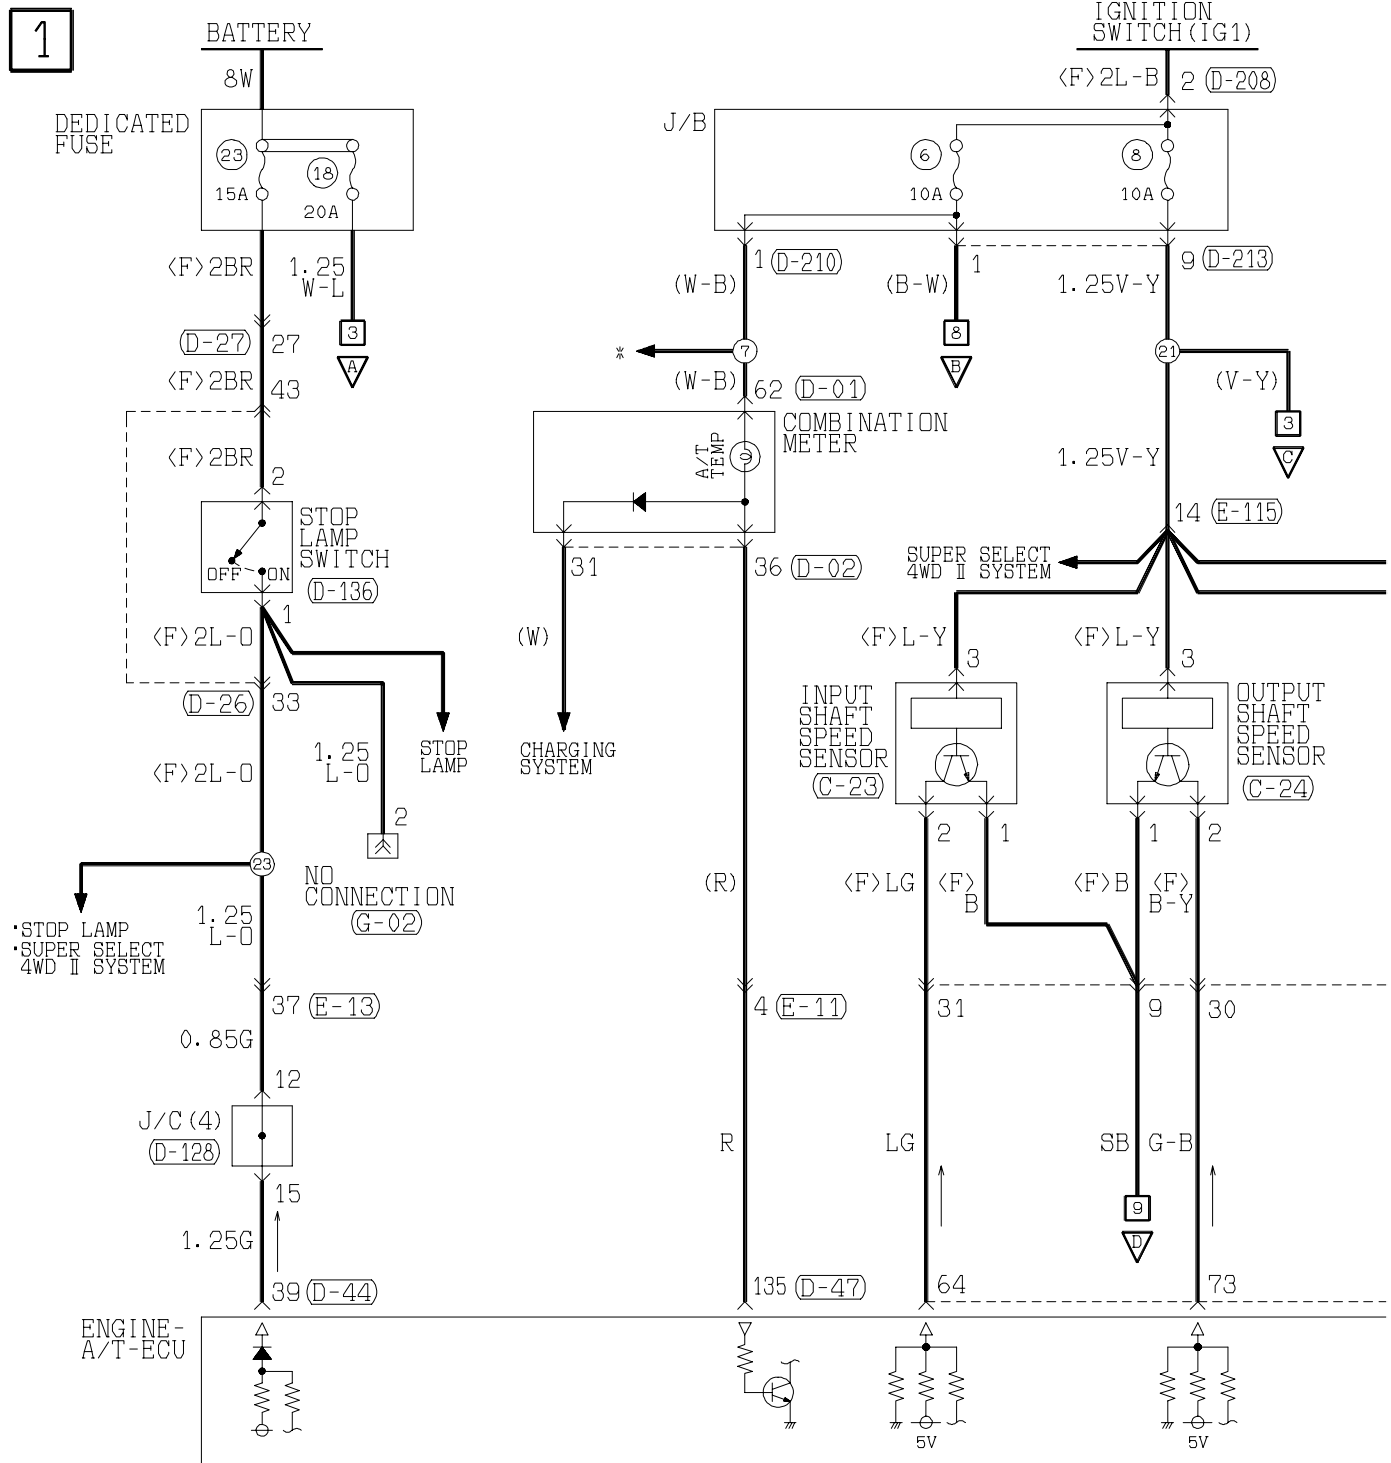 1
BATTERY
IGNITION
SWITCH(IG1)
8W
<F>2L-B
2
D-208
DEDICATED
FUSE
J/B
23
18
15A
20A
6
8
10A
10A
<F>2BR
1.25
W-L
1
D-210
1
9
D-213
(W-B)
(B-W)
1.25V-Y
D-27
27
3
A
*
7
8
B
21
<F>2BR
43
(W-B)
62
D-01
(V-Y)
3
C
COMBINATION
METER
A/T
TEMP
<F>2BR
2
1.25V-Y
STOP
LAMP
SWITCH
OFF
ON
D-136
14
E-115
SUPER SELECT
4WD II SYSTEM
31
36
D-02
1
<F>2L-O
(W)
<F>L-Y
<F>L-Y
3
3
D-26
33
INPUT
SHAFT
SPEED
SENSOR
C-23
OUTPUT
SHAFT
SPEED
SENSOR
C-24
<F>2L-O
1.25
L-O
STOP
LAMP
CHARGING
SYSTEM
2
2
1
1
2
23
NO
CONNECTION
G-02
(R)
<F>LG
<F>
B
<F>B
<F>
B-Y
·STOP LAMP
·SUPER SELECT
4WD II SYSTEM
1.25
L-O
37
E-13
4
E-11
31
9
30
0.85G
12
J/C(4)
D-128
R
LG
SB
G-B
15
9
D
1.25G
39
D-44
135
D-47
64
73
ENGINE-
A/T-ECU
5V
5V